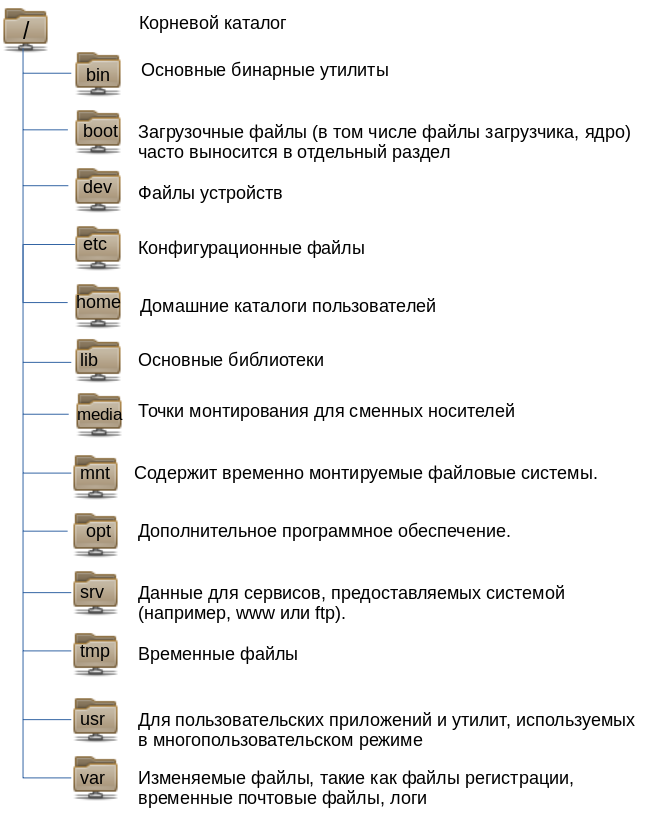 /
Корневой каталог
bin
Основные бинарные утилиты
boot
Загрузочные файлы (в том числе файлы загрузчика, ядро)
часто выносится в отдельный раздел
dev
Файлы устройств
etc
Конфигурационные файлы
home
Домашние каталоги пользователей
lib
Основные библиотеки
media
Точки монтирования для сменных носителей
mnt
Содержит временно монтируемые файловые системы.
opt
Дополнительное программное обеспечение.
srv
Данные для сервисов, предоставляемых системой
(например, www или ftp).
tmp
Временные файлы
usr
Для пользовательских приложений и утилит, используемых
в многопользовательском режиме
var
Изменяемые файлы, такие как файлы регистрации,
временные почтовые файлы, логи